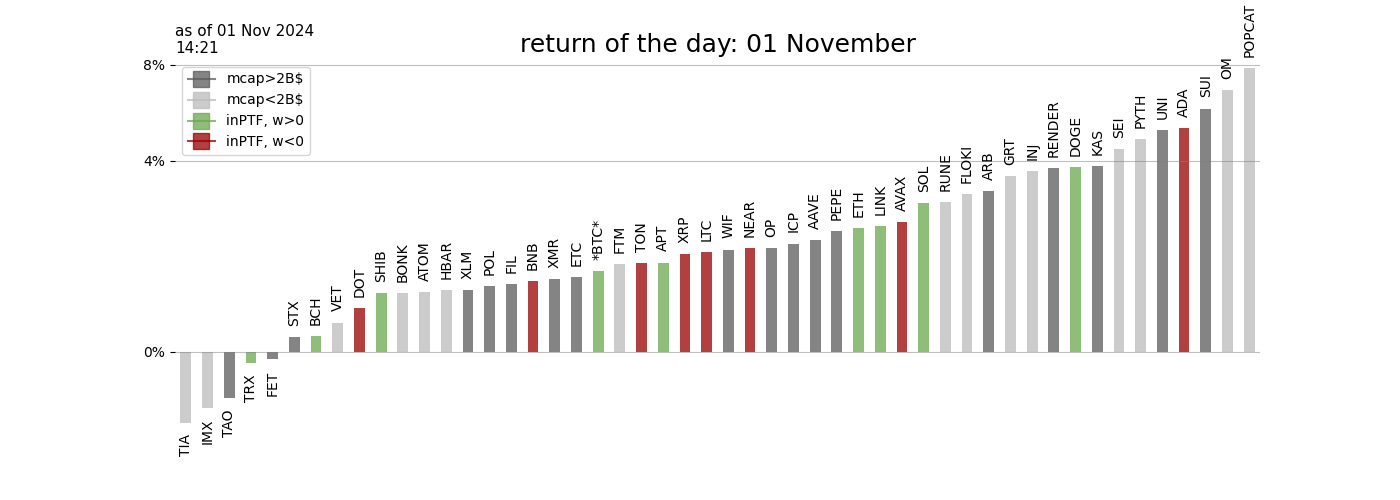 as of 01 Nov 2024
14:21
return of the day: 01 November
8%
4%
0%
mcap>2B$
mcap<2B$
inPTF, w>0
inPTF, w<0
TIA
IMX
TAO
TRX
FET
STX
BCH
VET
DOT
SHIB
BONK
ATOM
HBAR
XLM
POL
FIL
BNB
XMR
ETC
*BTC*
FTM
TON
APT
XRP
LTC
WIF
NEAR
OP
ICP
AAVE
PEPE
ETH
LINK
AVAX
SOL
RUNE
FLOKI
ARB
GRT
INJ
RENDER
DOGE
KAS
SEI
PYTH
UNI
ADA
SUI
OM
POPCAT